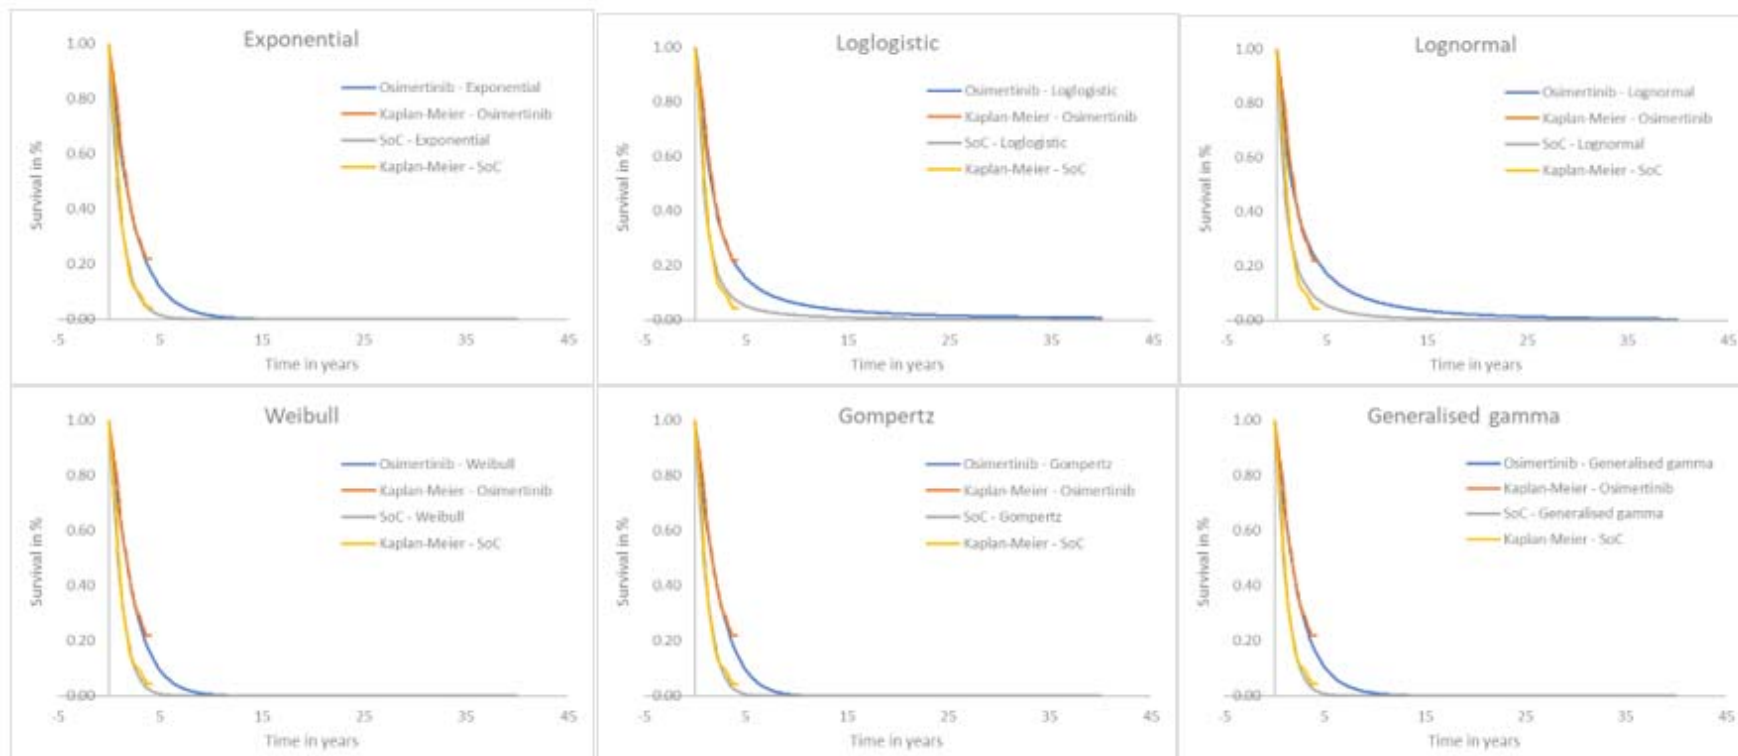 Exponential
1.00
0.80
0.60
0.40
0.20
0.00
Survival in %
Osimertinib - Exponential
Kaplan-Meier - Osimertinib
SoC - Exponential
Kaplan-Meier - SoC
-5 5 15 25 35 45
Time in years
Loglogistic
1.00
0.80
0.60
0.40
0.20
0.00
Survival in %
Osimertinib - Loglogistic
Kaplan-Meier - Osimertinib
SoC - Loglogistic
Kaplan-Meier - SoC
-5 5 15 25 35 45
Time in years
Lognormal
1.00
0.80
0.60
0.40
0.20
0.00
Survival in %
Osimertinib - Lognormal
Kaplan-Meier - Osimertinib
SoC - Lognormal
Kaplan-Meier - SoC
-5 5 15 25 35 45
Time in years
Weibull
1.00
0.80
0.60
0.40
0.20
0.00
Survival in %
Osimertinib - Weibull
Kaplan-Meier - Osimertinib
SoC - Weibull
Kaplan-Meier - SoC
-5 5 15 25 35 45
Time in years
Gompertz
1.00
0.80
0.60
0.40
0.20
0.00
Survival in %
Osimertinib - Gompertz
Kaplan-Meier - Osimertinib
SoC - Gompertz
Kaplan-Meier - SoC
-5 5 15 25 35 45
Time in years
Generalised gamma
1.00
0.80
0.60
0.40
0.20
0.00
Survival in %
Osimertinib - Generalised gamma
Kaplan-Meier - Osimertinib
SoC - Generalised gamma
Kaplan-Meier - SoC
-5 5 15 25 35 45
Time in years